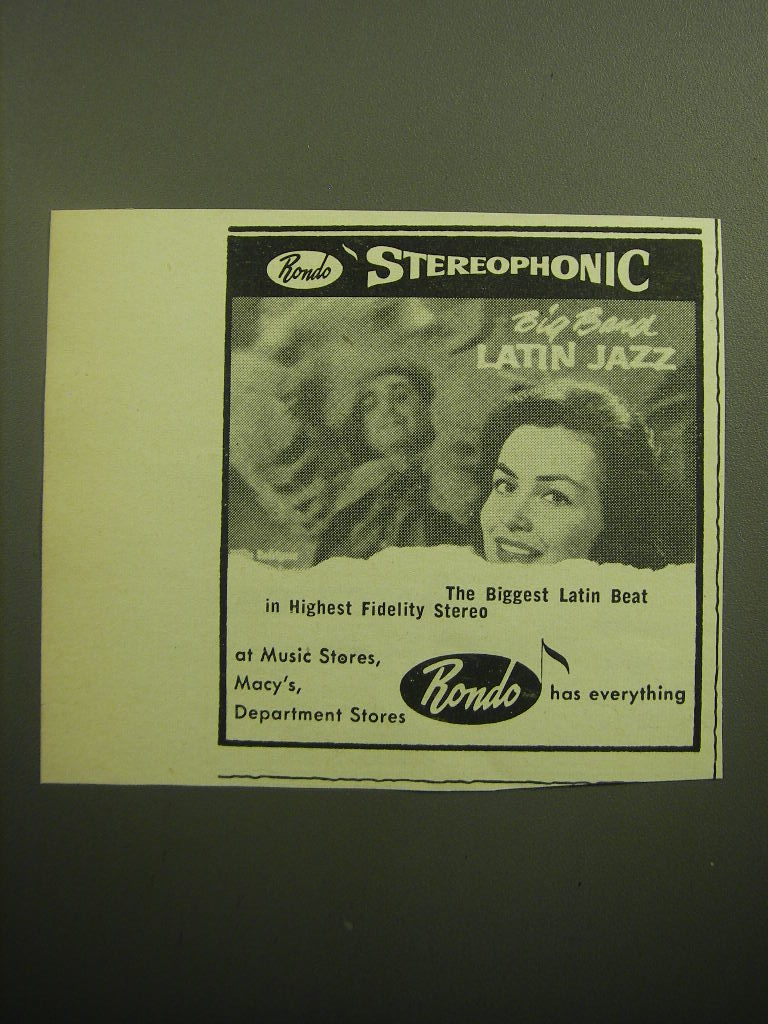 Rondo STEREOPHONIC
Big Band
LATIN JAZZ
The Biggest Latin Beat
in Highest Fidelity Stereo
at Music Stores,
Macy's,
Department Stores
Rondo has everything